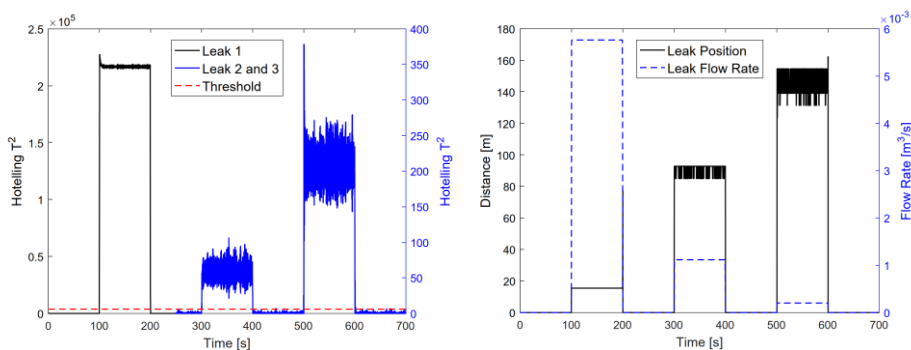 ×10⁵
2.5
2
1.5
1
0.5
0
Hotelling T²
400
350
300
250
200
150
100
50
0
Hotelling T²
Leak 1
Leak 2 and 3
Threshold
0 100 200 300 400 500 600 700
Time [s]
180
160
140
120
100
80
60
40
20
0
Distance [m]
×10⁻³
6
5
4
3
2
1
0
Flow Rate [m³/s]
Leak Position
Leak Flow Rate
0 100 200 300 400 500 600 700
Time [s]